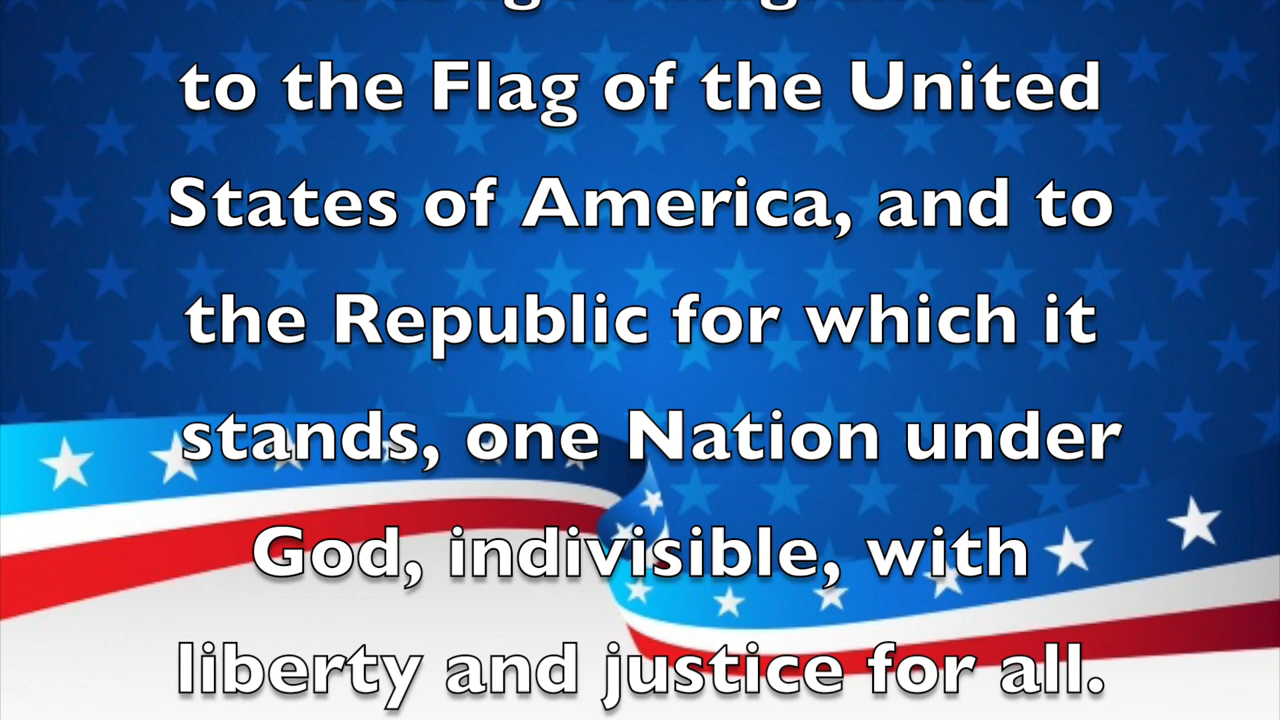 to the Flag of the United
States of America, and to
the Republic for which it
stands, one Nation under
God, indivisible, with
liberty and justice for all.